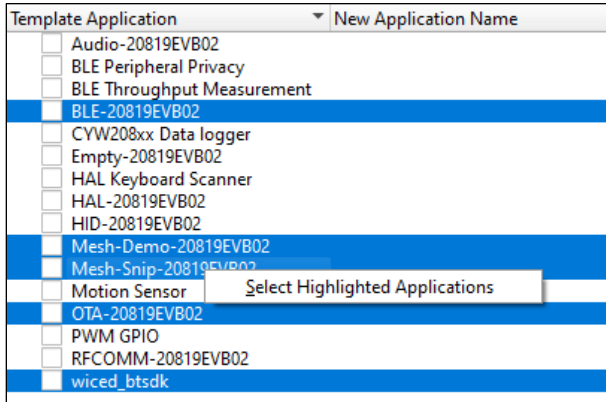 Template Application New Application Name
Audio-20819EVB02
BLE Peripheral Privacy
BLE Throughput Measurement
BLE-20819EVB02
CYW208xx Data logger
Empty-20819EVB02
HAL Keyboard Scanner
HAL-20819EVB02
HID-20819EVB02
Mesh-Demo-20819EVB02
Mesh-Snip-20819EVB02
Motion Sensor Select Highlighted Applications
OTA-20819EVB02
PWM GPIO
RFCOMM-20819EVB02
wiced_btsdk